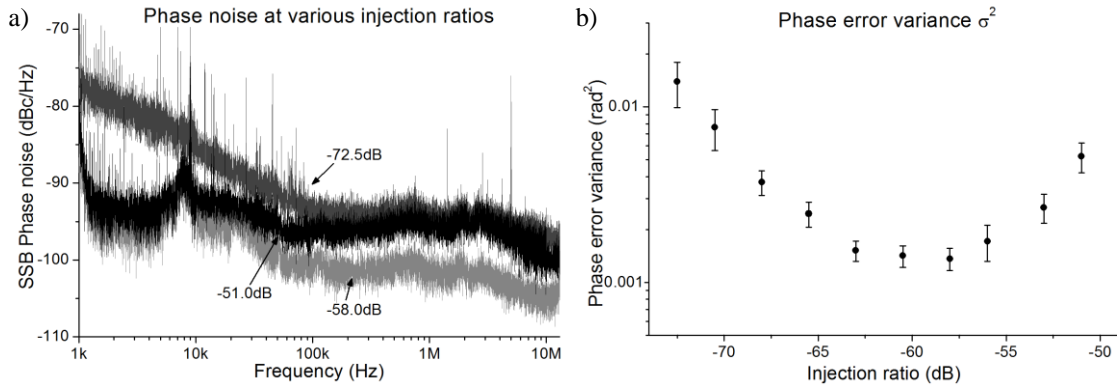 a)
Phase noise at various injection ratios
SSB Phase noise (dBc/Hz)
-70
-80
-90
-100
-110
-72.5dB
-51.0dB
-58.0dB
1k
10k
100k
1M
10M
Frequency (Hz)
b)
Phase error variance σ²
Phase error variance (rad²)
0.01
0.001
-70
-65
-60
-55
-50
Injection ratio (dB)